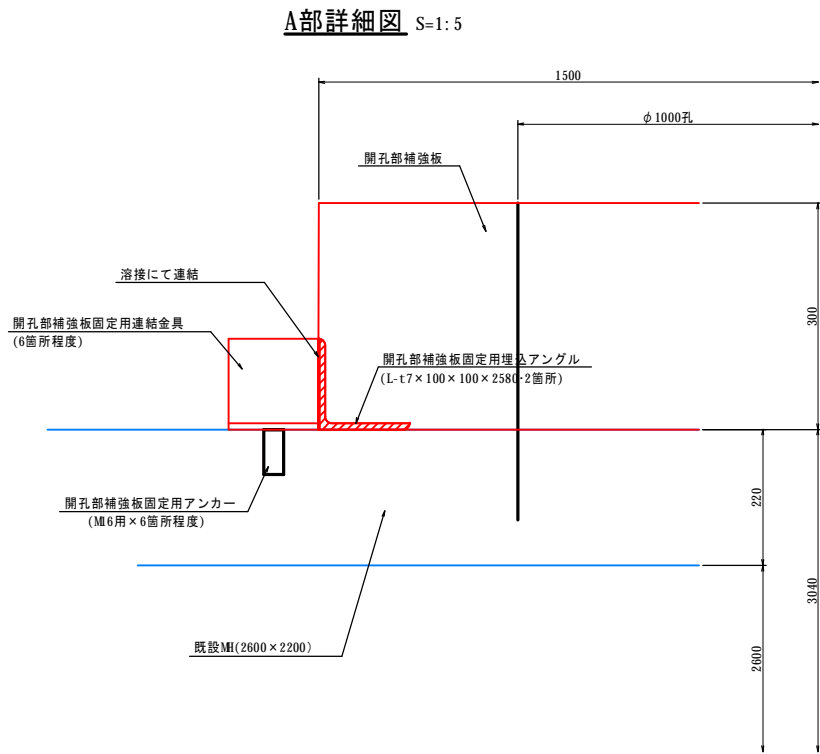 A部詳細図 S=1:5
1500
φ1000孔
開孔部補強板
溶接にて連結
開孔部補強板固定用連結金具
(6箇所程度)
開孔部補強板固定用埋込アングル
(L-t7×100×100×2580・2箇所)
300
開孔部補強板固定用アンカー
(M16用×6箇所程度)
220
3040
2600
既設MH(2600×2200)